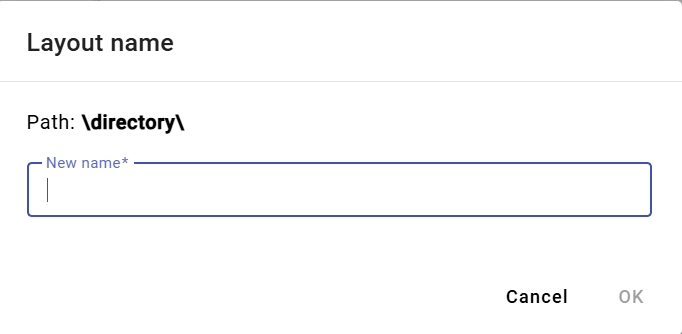 Layout name
Path: \directory\
New name*
Cancel OK